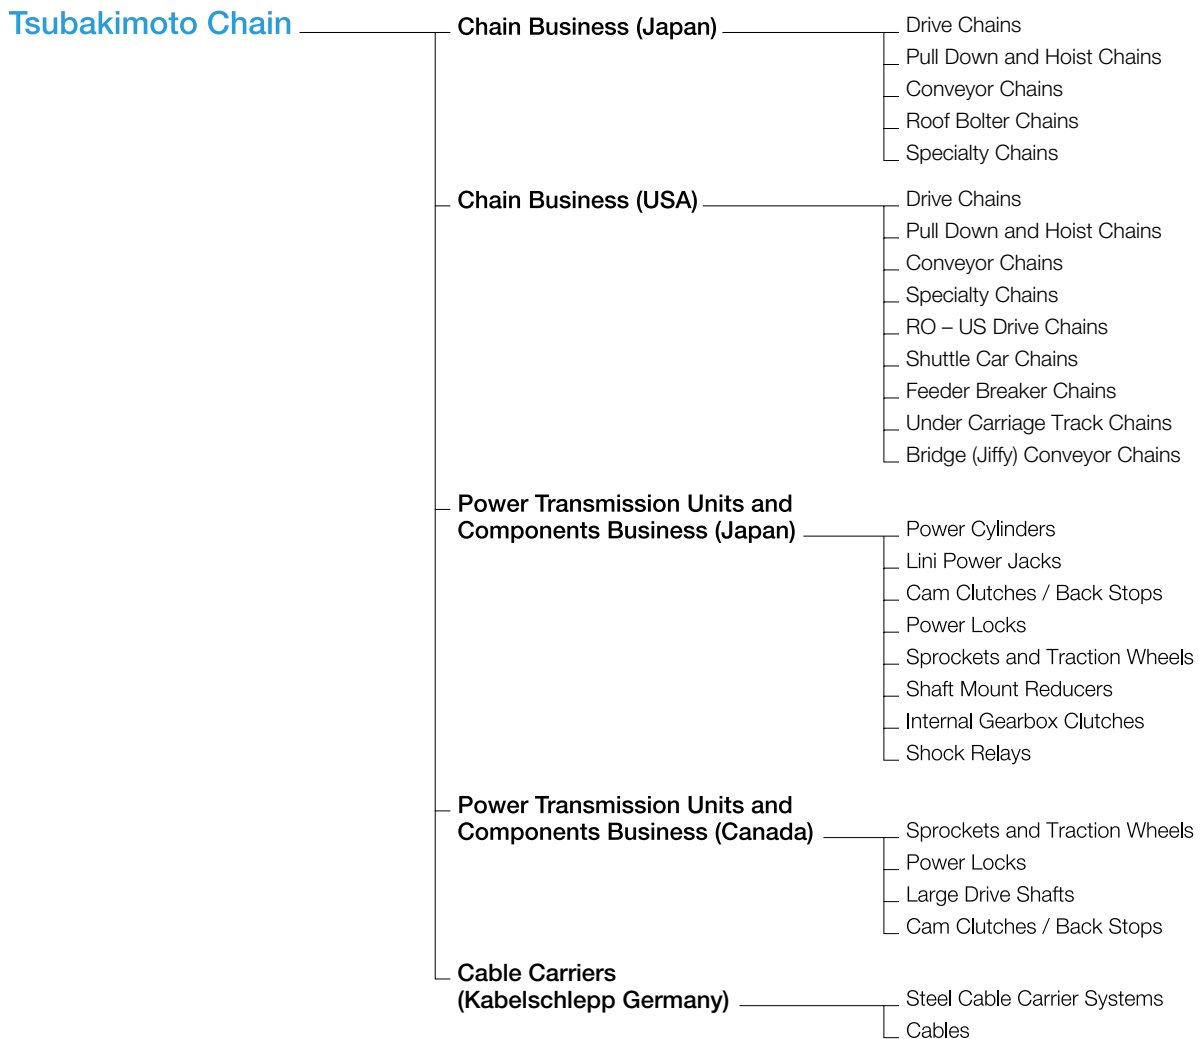 Tsubakimoto Chain
Chain Business (Japan)
Drive Chains
Pull Down and Hoist Chains
Conveyor Chains
Roof Bolter Chains
Specialty Chains
Chain Business (USA)
Drive Chains
Pull Down and Hoist Chains
Conveyor Chains
Specialty Chains
RO – US Drive Chains
Shuttle Car Chains
Feeder Breaker Chains
Under Carriage Track Chains
Bridge (Jiffy) Conveyor Chains
Power Transmission Units and
Components Business (Japan)
Power Cylinders
Lini Power Jacks
Cam Clutches / Back Stops
Power Locks
Sprockets and Traction Wheels
Shaft Mount Reducers
Internal Gearbox Clutches
Shock Relays
Power Transmission Units and
Components Business (Canada)
Sprockets and Traction Wheels
Power Locks
Large Drive Shafts
Cam Clutches / Back Stops
Cable Carriers
(Kabelschlepp Germany)
Steel Cable Carrier Systems
Cables